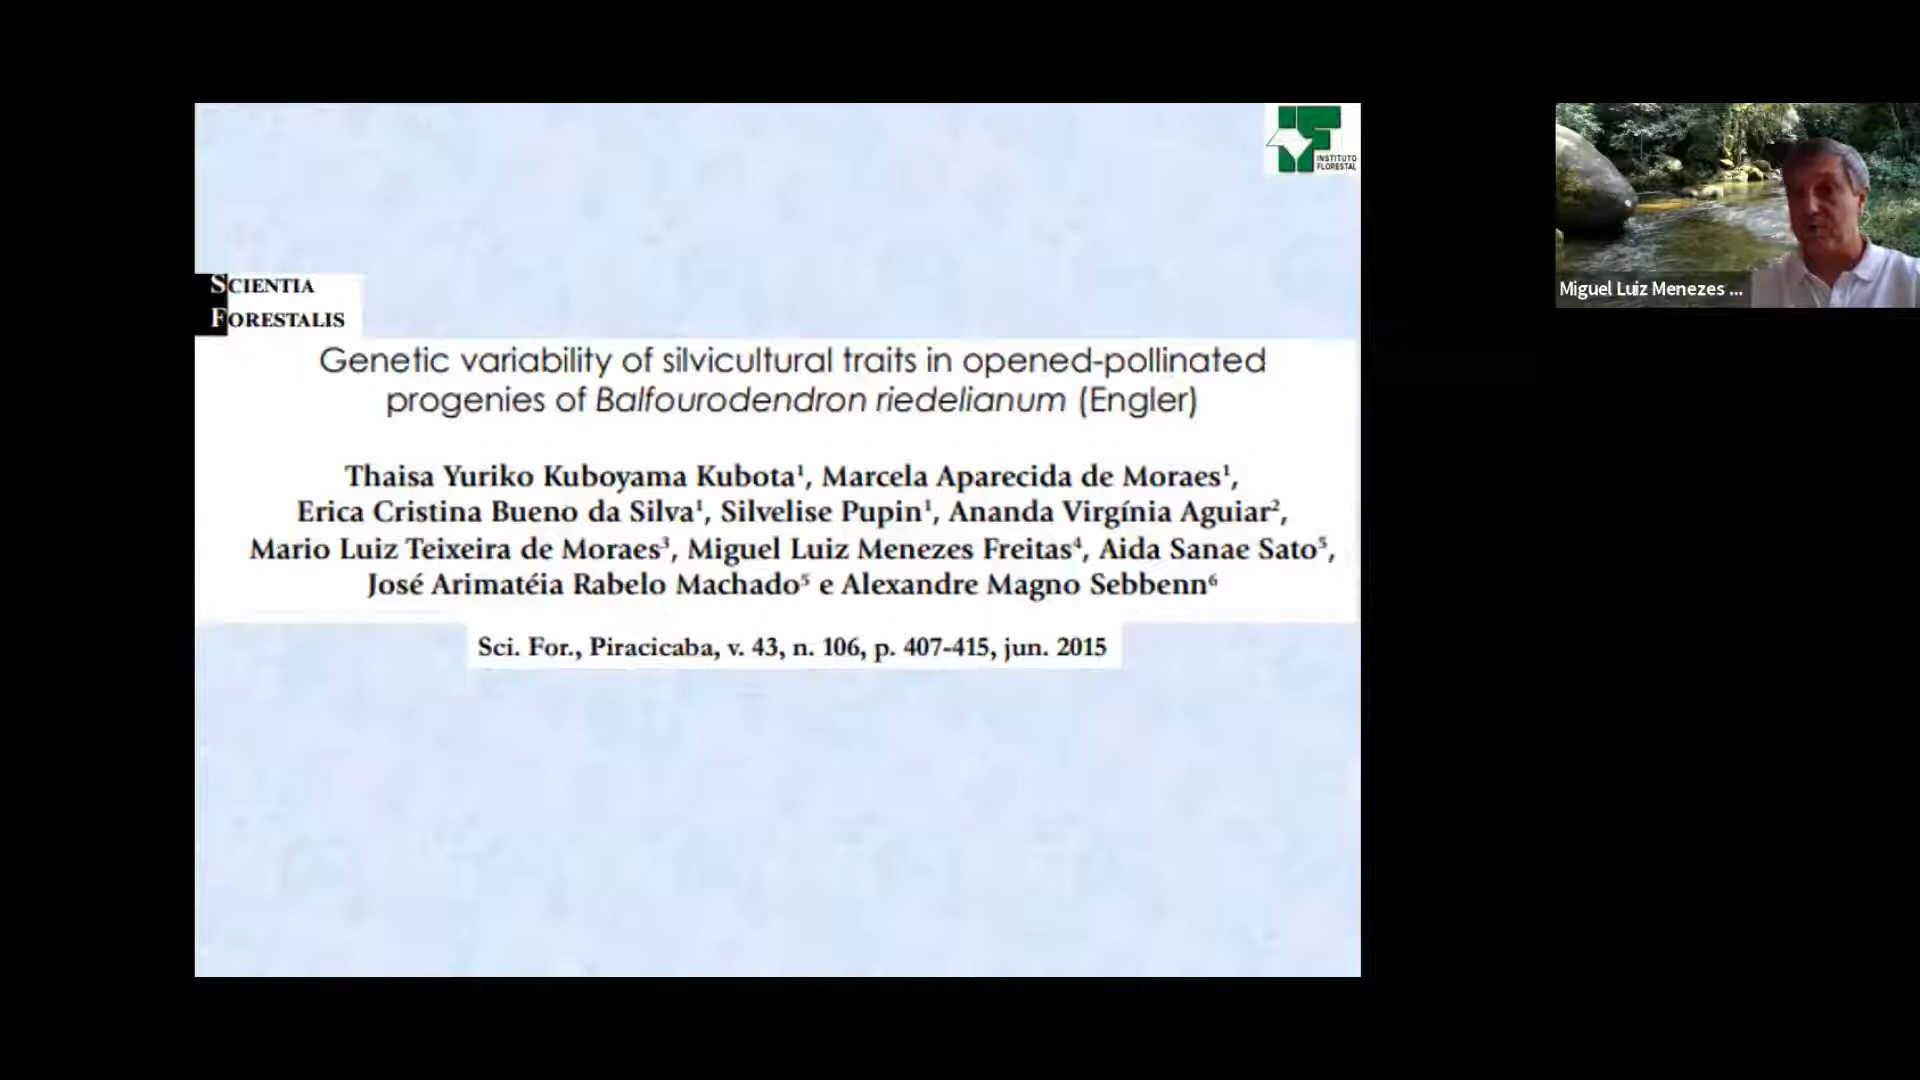 INSTITUTO
FLORESTAL
SCIENTIA
FORESTALIS
Genetic variability of silvicultural traits in opened-pollinated
progenies of Balfourodendron riedelianum (Engler)
Thaisa Yuriko Kuboyama Kubota¹, Marcela Aparecida de Moraes¹,
Erica Cristina Bueno da Silva¹, Silvelise Pupin¹, Ananda Virgínia Aguiar²,
Mario Luiz Teixeira de Moraes³, Miguel Luiz Menezes Freitas⁴, Aida Sanae Sato⁵,
José Arimatéia Rabelo Machado⁵ e Alexandre Magno Sebbenn⁶
Sci. For., Piracicaba, v. 43, n. 106, p. 407-415, jun. 2015
Miguel Luiz Menezes ...